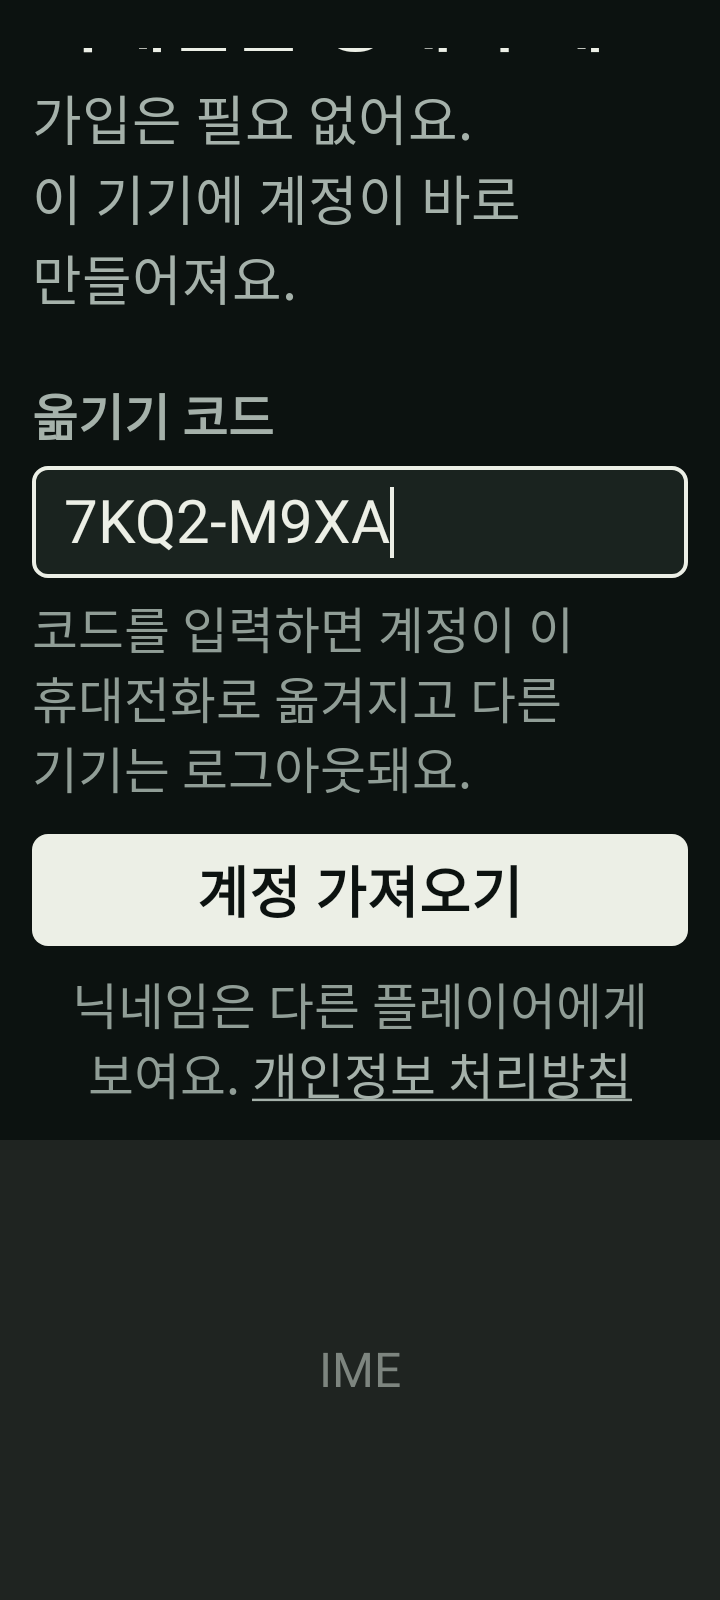 가입은 필요 없어요.
이 기기에 계정이 바로
만들어져요.
옮기기 코드
7KQ2-M9XA
코드를 입력하면 계정이 이
휴대전화로 옮겨지고 다른
기기는 로그아웃돼요.
계정 가져오기
닉네임은 다른 플레이어에게
보여요. 개인정보 처리방침
IME